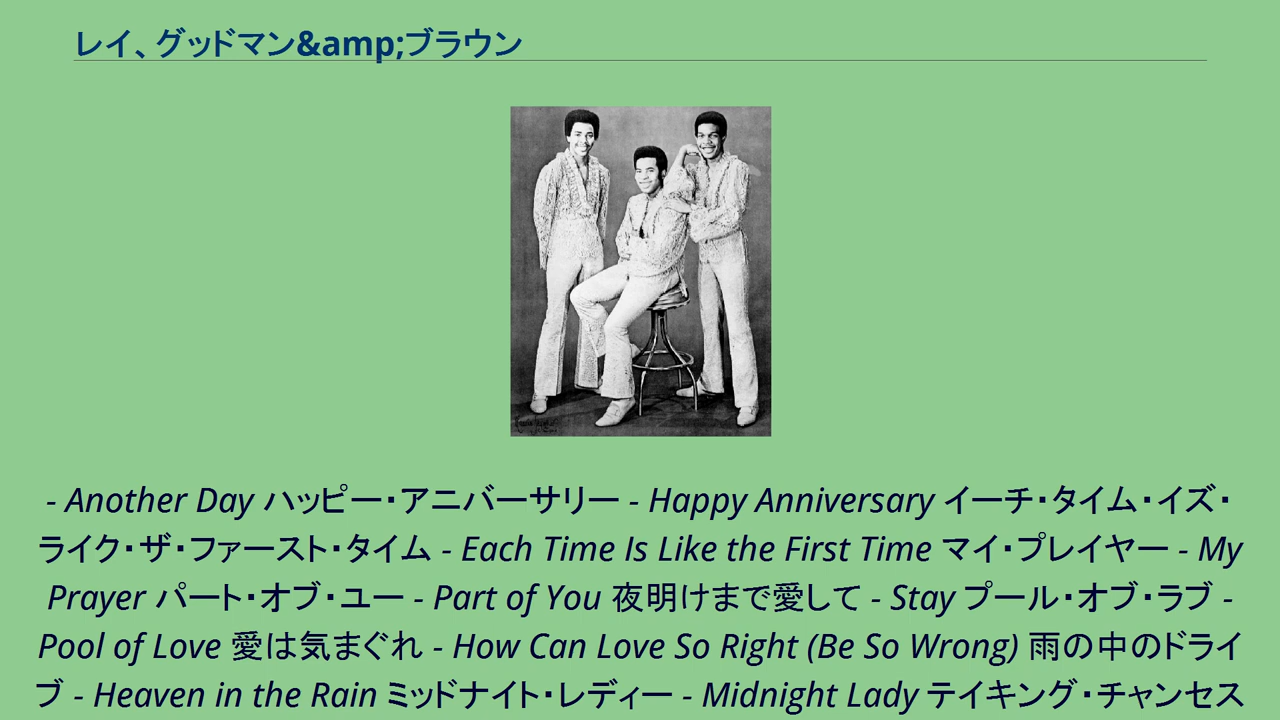 レイ、グッドマン&amp;ブラウン
- Another Day ハッピー・アニバーサリー - Happy Anniversary イーチ・タイム・イズ・
ライク・ザ・ファースト・タイム - Each Time Is Like the First Time マイ・プレイヤー - My
Prayer パート・オブ・ユー - Part of You 夜明けまで愛して - Stay プール・オブ・ラブ -
Pool of Love 愛は気まぐれ - How Can Love So Right (Be So Wrong) 雨の中のドライ
ブ - Heaven in the Rain ミッドナイト・レディー - Midnight Lady テイキング・チャンセス